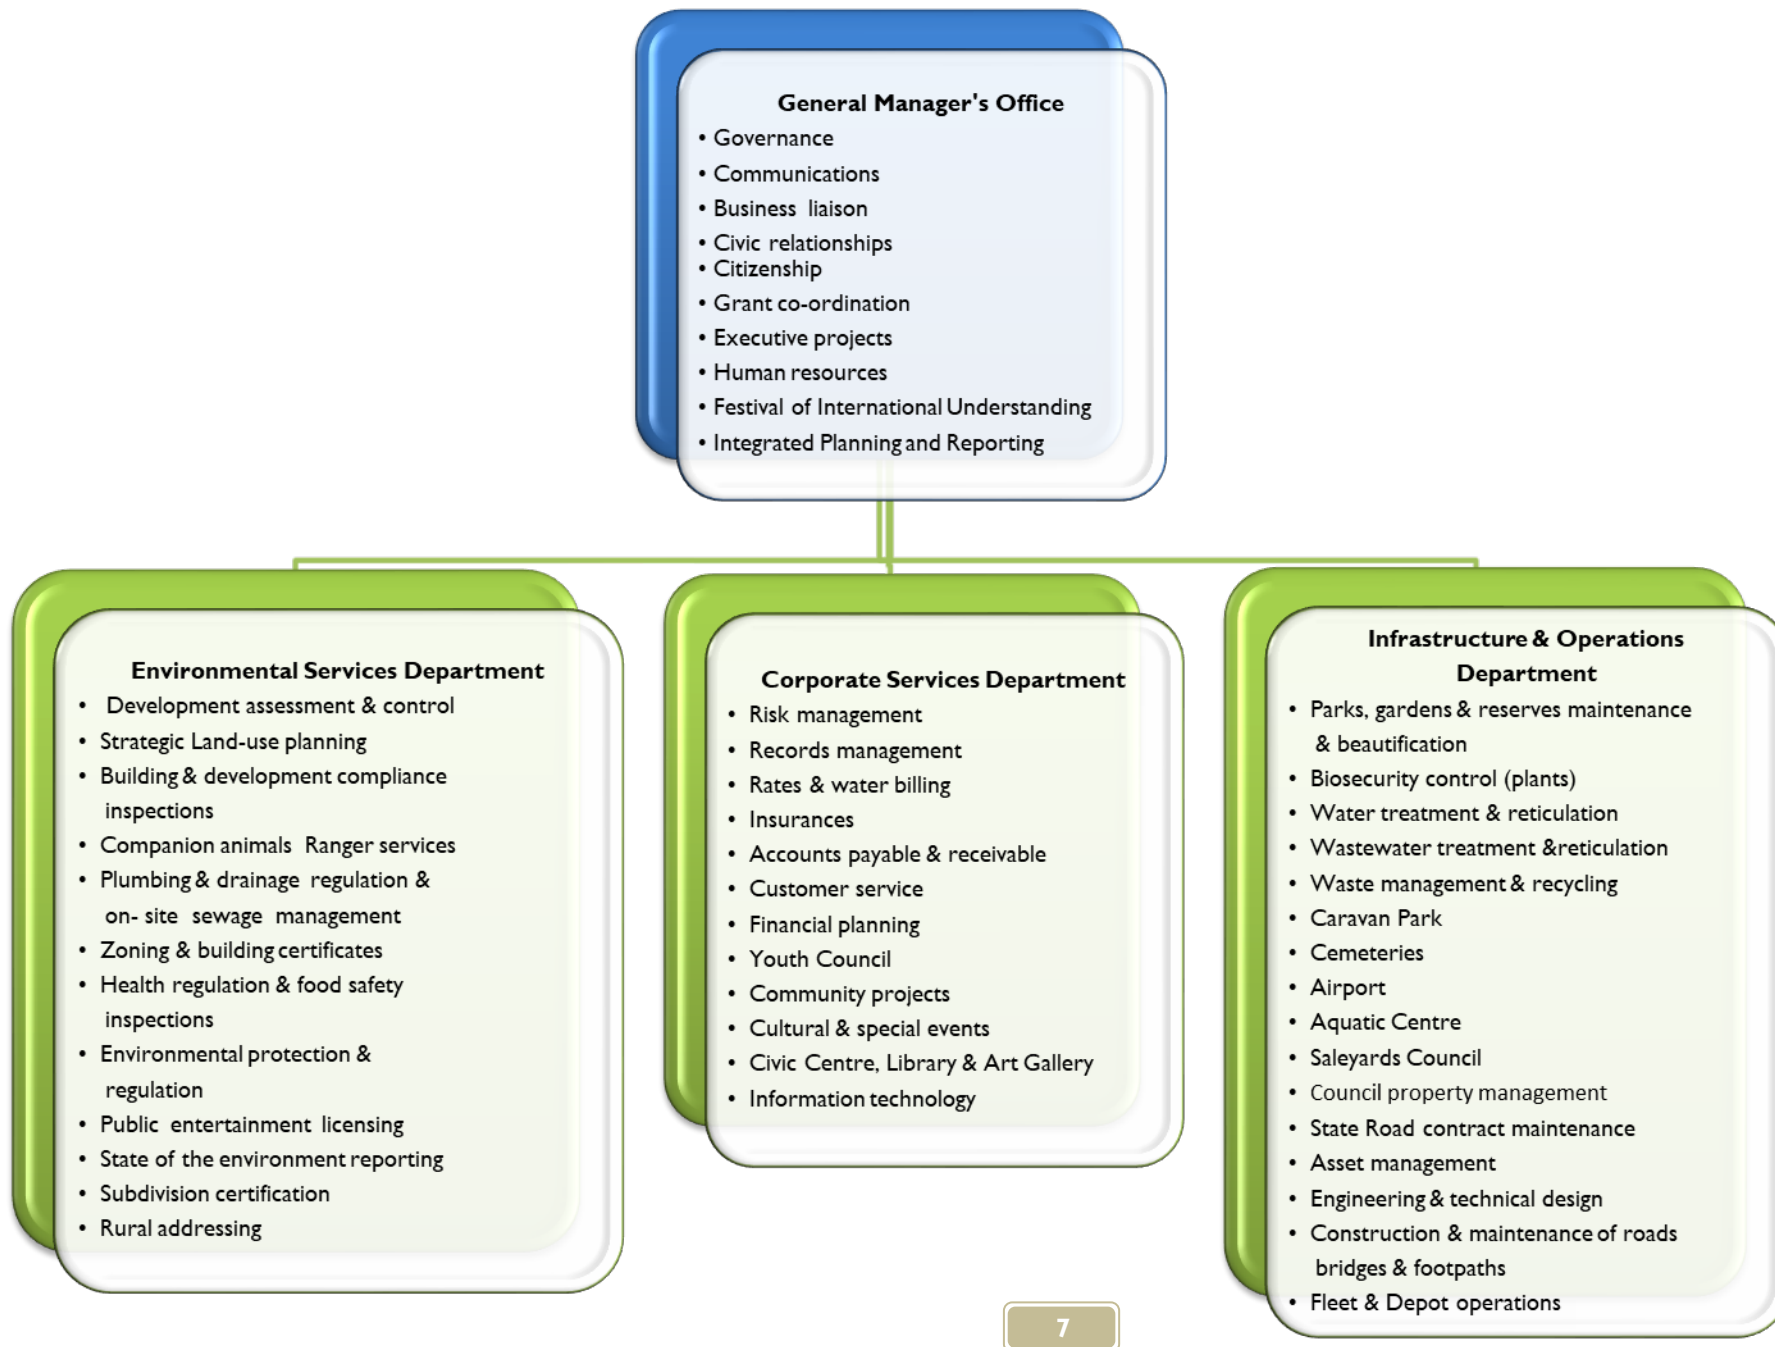 General Manager's Office
• Governance
• Communications
• Business liaison
• Civic relationships
• Citizenship
• Grant co-ordination
• Executive projects
• Human resources
• Festival of International Understanding
• Integrated Planning and Reporting
Environmental Services Department
• Development assessment & control
• Strategic Land-use planning
• Building & development compliance
inspections
• Companion animals Ranger services
• Plumbing & drainage regulation &
on- site sewage management
• Zoning & building certificates
• Health regulation & food safety
inspections
• Environmental protection &
regulation
• Public entertainment licensing
• State of the environment reporting
• Subdivision certification
• Rural addressing
Corporate Services Department
• Risk management
• Records management
• Rates & water billing
• Insurances
• Accounts payable & receivable
• Customer service
• Financial planning
• Youth Council
• Community projects
• Cultural & special events
• Civic Centre, Library & Art Gallery
• Information technology
Infrastructure & Operations
Department
• Parks, gardens & reserves maintenance
& beautification
• Biosecurity control (plants)
• Water treatment & reticulation
• Wastewater treatment &reticulation
• Waste management & recycling
• Caravan Park
• Cemeteries
• Airport
• Aquatic Centre
• Saleyards Council
• Council property management
• State Road contract maintenance
• Asset management
• Engineering & technical design
• Construction & maintenance of roads
bridges & footpaths
• Fleet & Depot operations
7